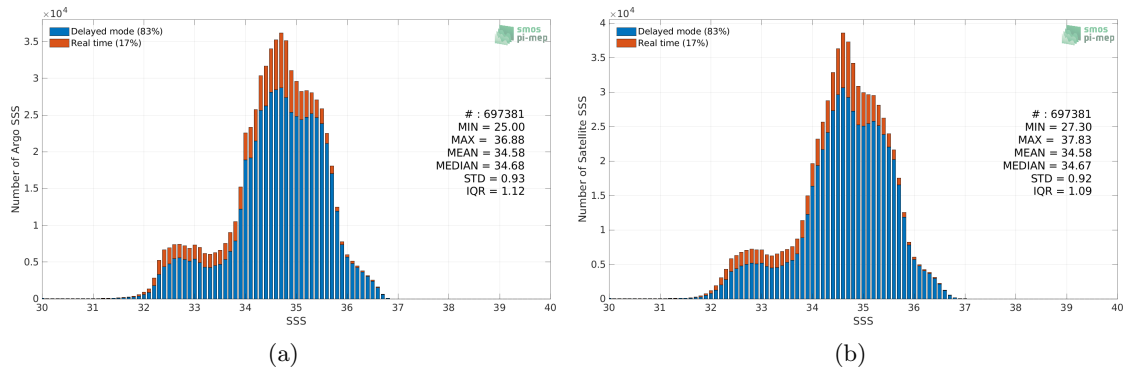 ×10⁴
Delayed mode (83%)
Real time (17%)
smos
pi-mep
3.5
3
2.5
2
1.5
1
0.5
0
Number of Argo SSS
# : 697381
MIN = 25.00
MAX = 36.88
MEAN = 34.58
MEDIAN = 34.68
STD = 0.93
IQR = 1.12
30 31 32 33 34 35 36 37 38 39 40
SSS
(a)
×10⁴
Delayed mode (83%)
Real time (17%)
smos
pi-mep
4
3.5
3
2.5
2
1.5
1
0.5
0
Number of Satellite SSS
# : 697381
MIN = 27.30
MAX = 37.83
MEAN = 34.58
MEDIAN = 34.67
STD = 0.92
IQR = 1.09
30 31 32 33 34 35 36 37 38 39 40
SSS
(b)